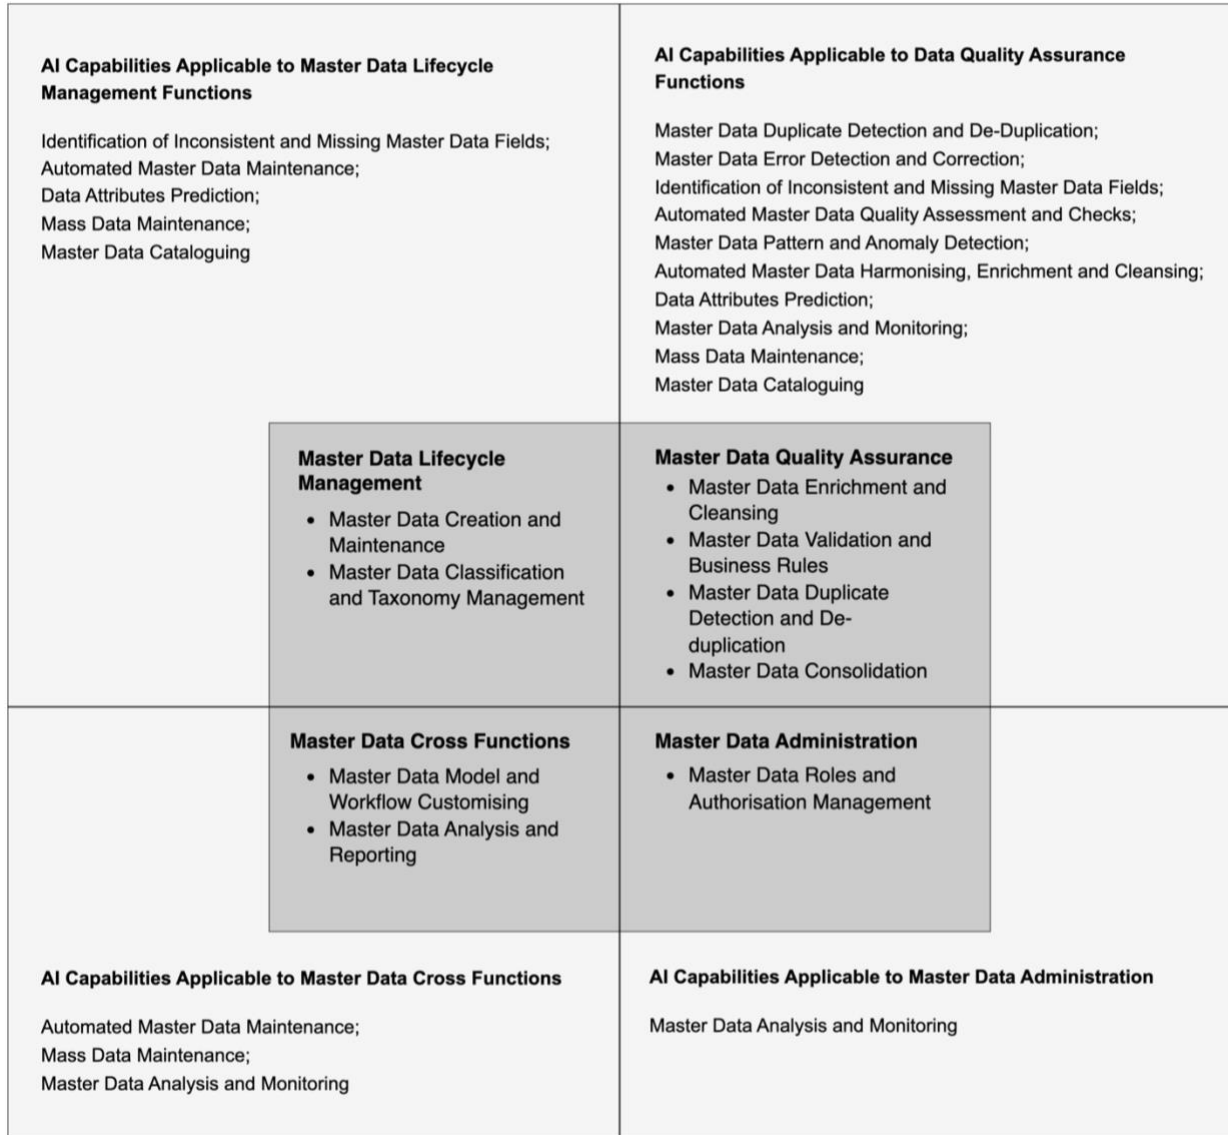 AI Capabilities Applicable to Master Data Lifecycle
Management Functions
Identification of Inconsistent and Missing Master Data Fields;
Automated Master Data Maintenance;
Data Attributes Prediction;
Mass Data Maintenance;
Master Data Cataloguing
AI Capabilities Applicable to Data Quality Assurance
Functions
Master Data Duplicate Detection and De-Duplication;
Master Data Error Detection and Correction;
Identification of Inconsistent and Missing Master Data Fields;
Automated Master Data Quality Assessment and Checks;
Master Data Pattern and Anomaly Detection;
Automated Master Data Harmonising, Enrichment and Cleansing;
Data Attributes Prediction;
Master Data Analysis and Monitoring;
Mass Data Maintenance;
Master Data Cataloguing
Master Data Lifecycle
Management
• Master Data Creation and
Maintenance
• Master Data Classification
and Taxonomy Management
Master Data Quality Assurance
• Master Data Enrichment and
Cleansing
• Master Data Validation and
Business Rules
• Master Data Duplicate
Detection and De-
duplication
• Master Data Consolidation
Master Data Cross Functions
• Master Data Model and
Workflow Customising
• Master Data Analysis and
Reporting
Master Data Administration
• Master Data Roles and
Authorisation Management
AI Capabilities Applicable to Master Data Cross Functions
Automated Master Data Maintenance;
Mass Data Maintenance;
Master Data Analysis and Monitoring
AI Capabilities Applicable to Master Data Administration
Master Data Analysis and Monitoring